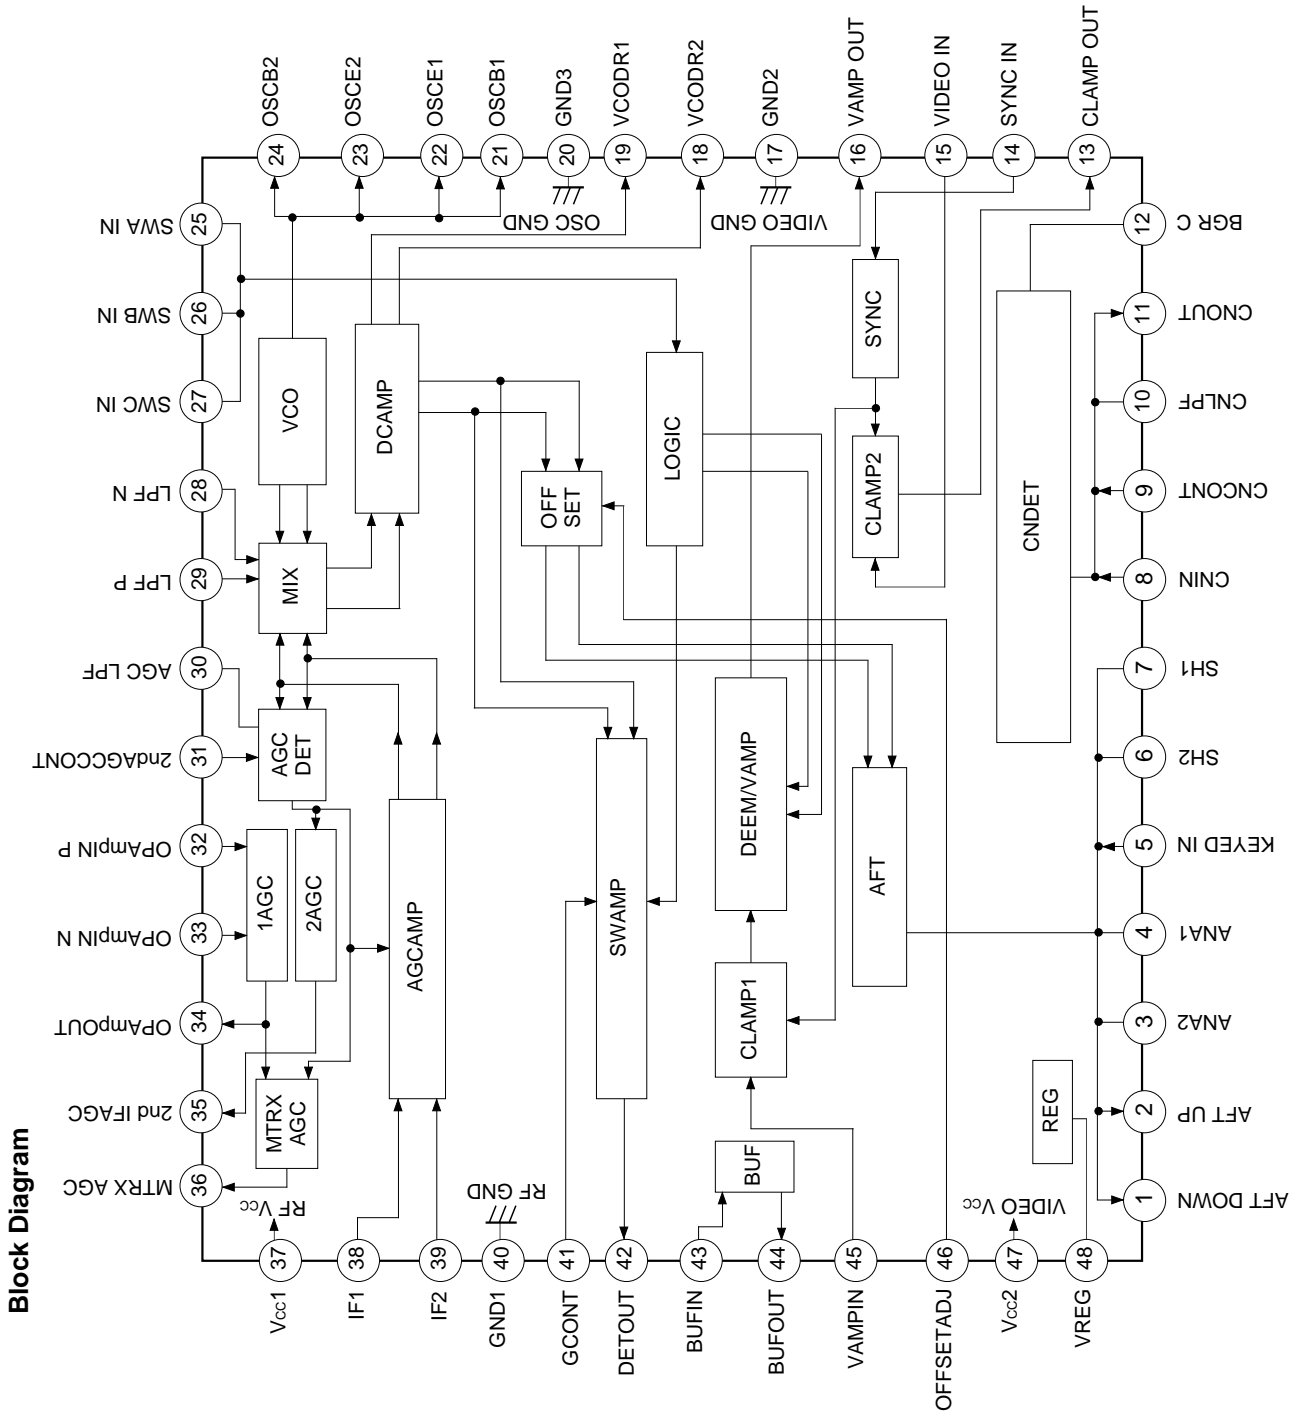 Block Diagram
OSCB2
OSCE2
OSCE1
OSCB1
GND3
VCODR1
VCODR2
GND2
VAMP OUT
VIDEO IN
SYNC IN
CLAMP OUT
24
23
22
21
20
19
18
17
16
15
14
13
OSC GND
VIDEO GND
SWA IN
25
SWB IN
26
SWC IN
27
LPF N
28
LPF P
29
AGC LPF
30
2ndAGCCONT
31
OPAmpIN P
32
OPAmpIN N
33
OPAmpOUT
34
2nd IFAGC
35
MTRX AGC
36
VCO
DCAMP
MIX
OFF
SET
LOGIC
SYNC
CLAMP2
CNDET
AGC
DET
1AGC
2AGC
AGCAMP
SWAMP
DEEM/VAMP
AFT
CLAMP1
MTRX
AGC
BUF
REG
BGR C
12
CNOUT
11
CNLPF
10
CNCONT
9
CNIN
8
SH1
7
SH2
6
KEYED IN
5
ANA1
4
ANA2
3
AFT UP
2
AFT DOWN
1
RF Vcc
RF GND
VIDEO Vcc
37
38
39
40
41
42
43
44
45
46
47
48
Vcc1
IF1
IF2
GND1
GCONT
DETOUT
BUFIN
BUFOUT
VAMPIN
OFFSETADJ
Vcc2
VREG